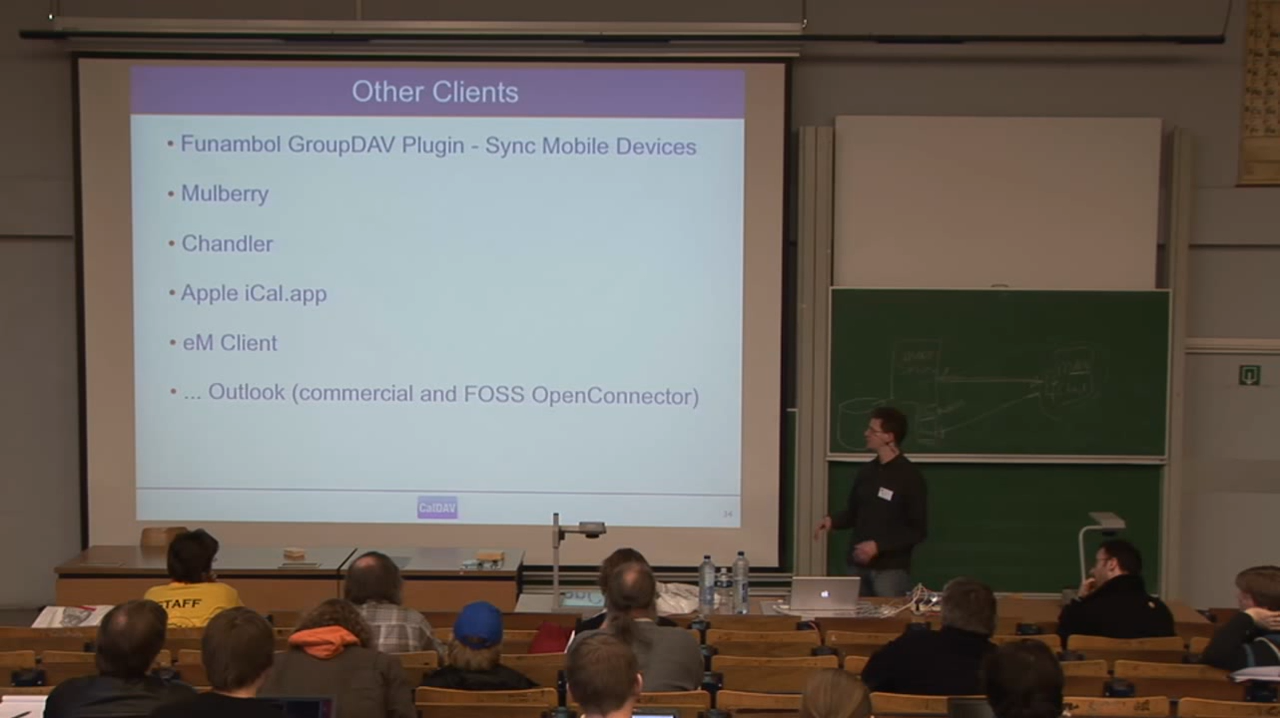 Other Clients
• Funambol GroupDAV Plugin - Sync Mobile Devices
• Mulberry
• Chandler
• Apple iCal.app
• eM Client
• ... Outlook (commercial and FOSS OpenConnector)
CalDAV
34
STAFF